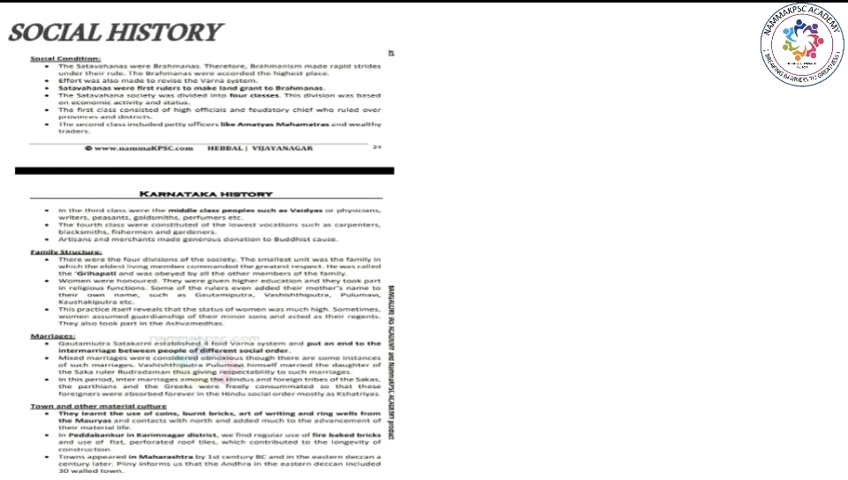 SOCIAL HISTORY
NAMMAKPSC ACADEMY
Social Condition:
• The Satavahanas were Brahmanas. Therefore, Brahmanism made rapid strides
under their rule. The Brahmanas were accorded the highest place.
• Effort was also made to revise the Varna system.
• Satavahanas were first rulers to make land grant to Brahmanas.
• The Satavahana society was divided into four classes. This division was based
on economic activity and status.
• The first class consisted of high officials and feudatory chief who ruled over
provinces and districts.
• The second class included petty officers like Amatyas Mahamatras and wealthy
traders.
© www.nammaKPSC.com HEBBAL | VIJAYANAGAR 24
KARNATAKA HISTORY
• In the third class were the middle class peoples such as Vaidyas or physicians,
writers, peasants, goldsmiths, perfumers etc.
• The fourth class were constituted of the lowest vocations such as carpenters,
blacksmiths, fishermen and gardeners.
• Artisans and merchants made generous donation to Buddhist cause.
Family Structure:
• There were the four divisions of the society. The smallest unit was the family in
which the eldest living member commanded the greatest respect. He was called
the 'Grihapati and was obeyed by all the other members of the family.
• Women were honoured. They were given higher education and they took part
in religious functions. Some of the rulers even added their mother's name to
their own name, such as Gautamiputra, Vashishthiputra, Pulumavi,
Kaushakiputra etc.
• This practice itself reveals that the status of women was much high. Sometimes,
women assumed guardianship of their minor sons and acted as their regents.
They also took part in the Ashvamedhas.
Marriages:
• Gautamiutra Satakarni established 4 fold Varna system and put an end to the
intermarriage between people of different social order.
• Mixed marriages were considered obnoxious though there are some instances
of such marriages. Vashishthiputra Pulumavi himself married the daughter of
the Saka ruler Rudradaman thus giving respectability to such marriages.
• In this period, inter marriages among the Hindus and foreign tribes of the Sakas,
the parthians and the Greeks were freely consummated so that these
foreigners were absorbed forever in the Hindu social order mostly as Kshatriyas.
Town and other material culture
• They learnt the use of coins, burnt bricks, art of writing and ring wells from
the Mauryas and contacts with north and added much to the advancement of
their material life.
• In Peddabankur in Karimnagar district, we find regular use of fire baked bricks
and use of flat, perforated roof tiles, which contributed to the longevity of
construction.
• Towns appeared in Maharashtra by 1st century BC and in the eastern deccan a
century later. Pliny informs us that the Andhra in the eastern deccan included
30 walled town.